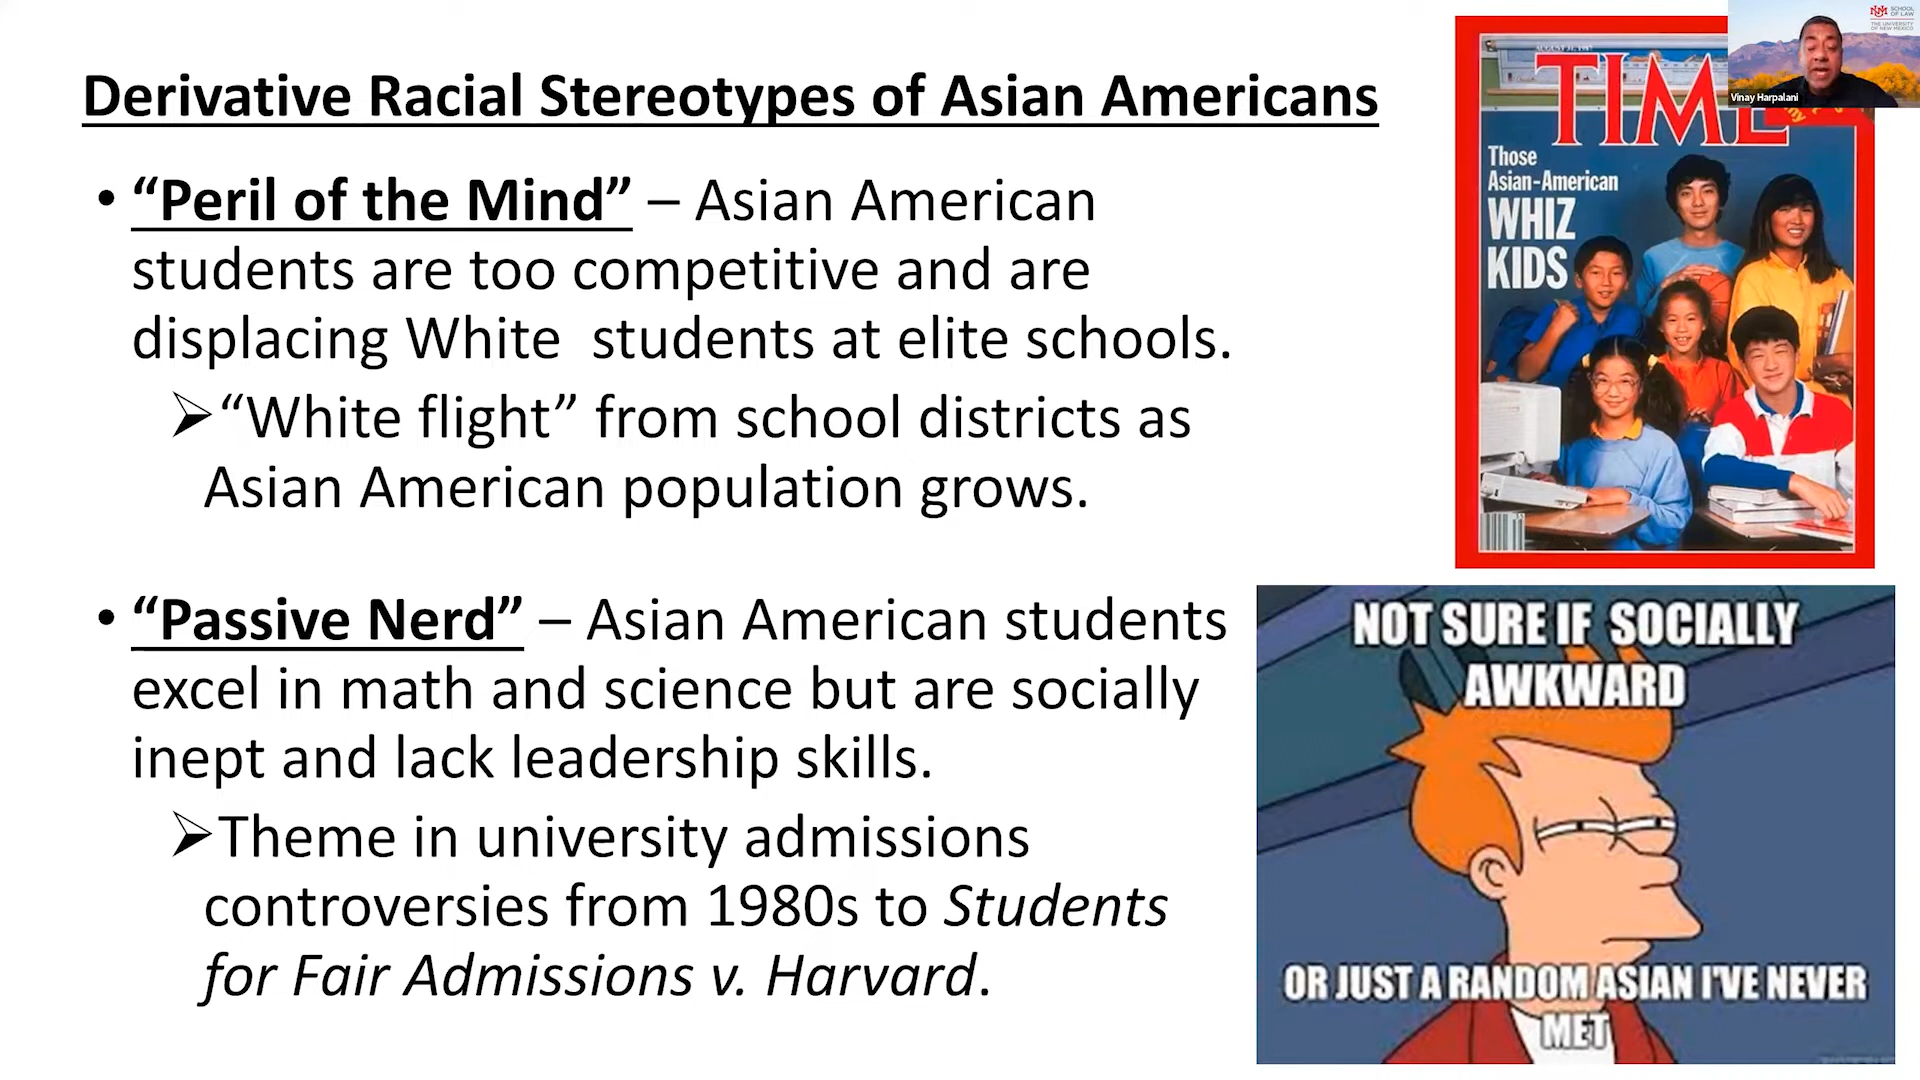 Derivative Racial Stereotypes of Asian Americans
• “Peril of the Mind” – Asian American
students are too competitive and are
displacing White  students at elite schools.
➢“White flight” from school districts as
Asian American population grows.
• “Passive Nerd” – Asian American students
excel in math and science but are socially
inept and lack leadership skills.
➢Theme in university admissions
controversies from 1980s to Students
for Fair Admissions v. Harvard.
TIME
Those
Asian-American
WHIZ
KIDS
SCHOOL
OF LAW
THE UNIVERSITY
OF NEW MEXICO
Vinay Harpalani
NOT SURE IF SOCIALLY
AWKWARD
OR JUST A RANDOM ASIAN I'VE NEVER
MET